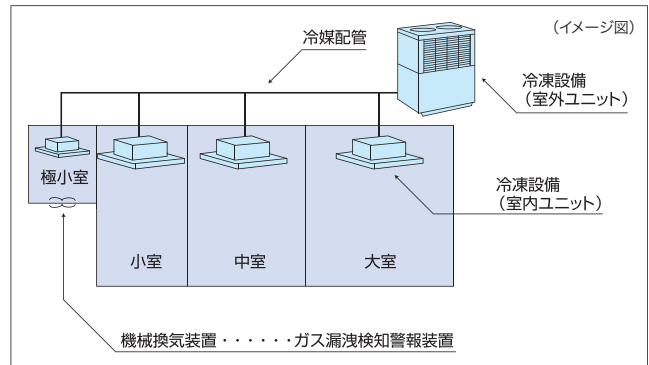 (イメージ図)
冷媒配管
冷凍設備
(室外ユニット)
極小室
冷凍設備
(室内ユニット)
小室
中室
大室
機械換気装置・・・・・・ガス漏洩検知警報装置